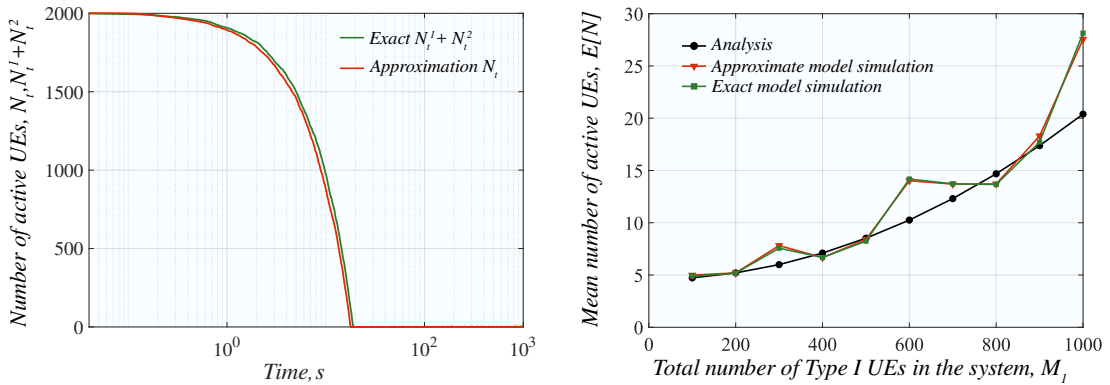 Number of active UEs, N_t, N_t^1+N_t^2
2000
1500
1000
500
0
Exact N_t^1+ N_t^2
Approximation N_t
10^0
10^2
10^3
Time, s
Mean number of active UEs, E[N]
30
25
20
15
10
5
0
Analysis
Approximate model simulation
Exact model simulation
0 200 400 600 800 1000
Total number of Type I UEs in the system, M_1